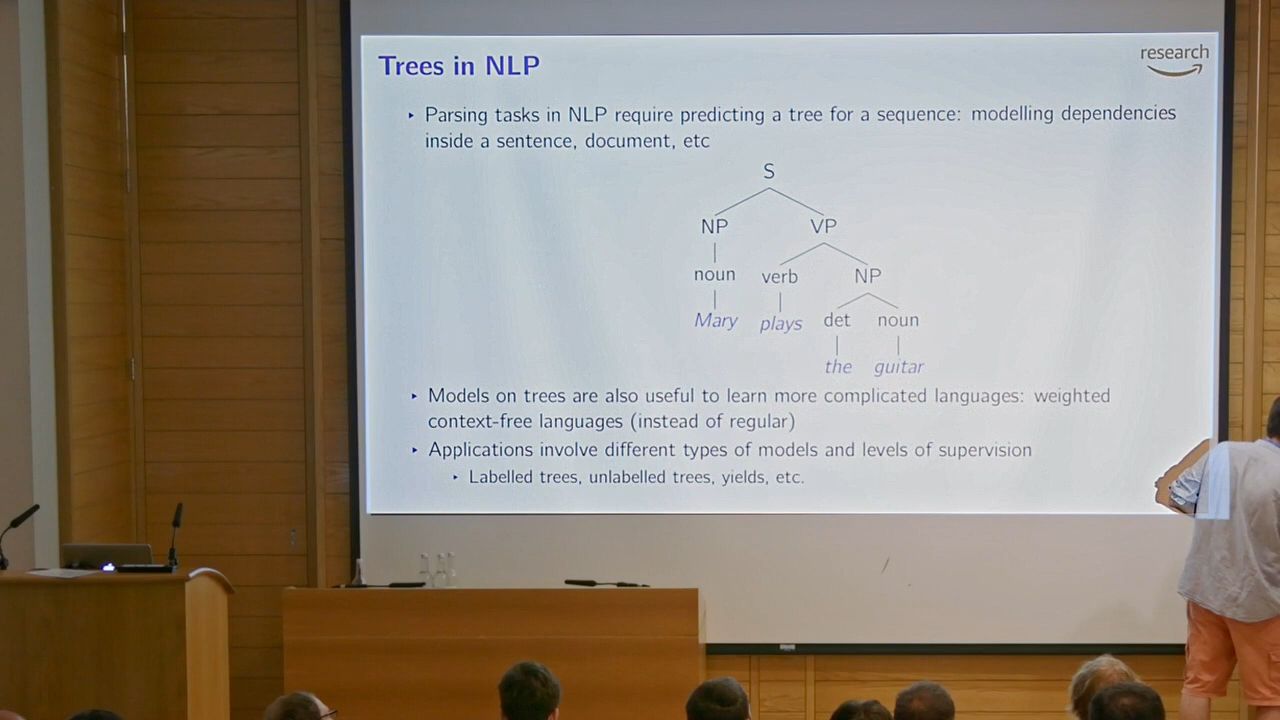 research
Trees in NLP
Parsing tasks in NLP require predicting a tree for a sequence: modelling dependencies
inside a sentence, document, etc
S
NP VP
noun verb NP
Mary plays det noun
the guitar
Models on trees are also useful to learn more complicated languages: weighted
context-free languages (instead of regular)
Applications involve different types of models and levels of supervision
Labelled trees, unlabelled trees, yields, etc.